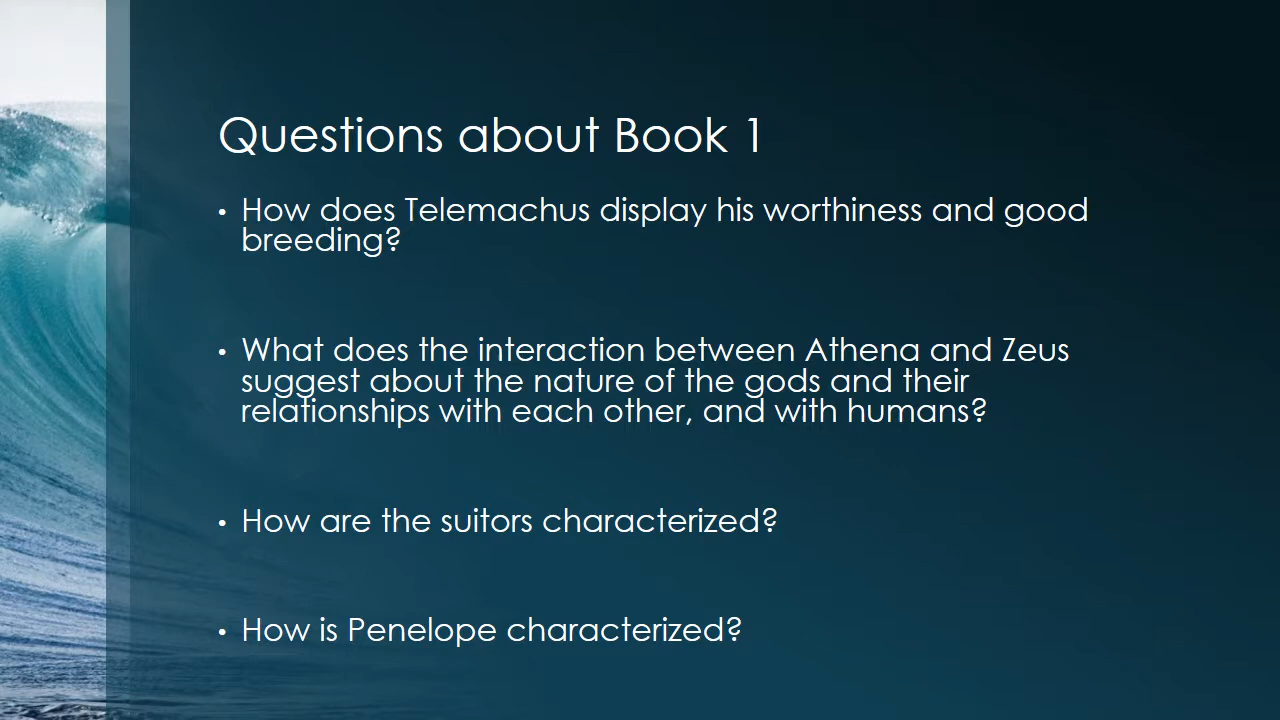 Questions about Book 1
• How does Telemachus display his worthiness and good
breeding?
• What does the interaction between Athena and Zeus
suggest about the nature of the gods and their
relationships with each other, and with humans?
• How are the suitors characterized?
• How is Penelope characterized?